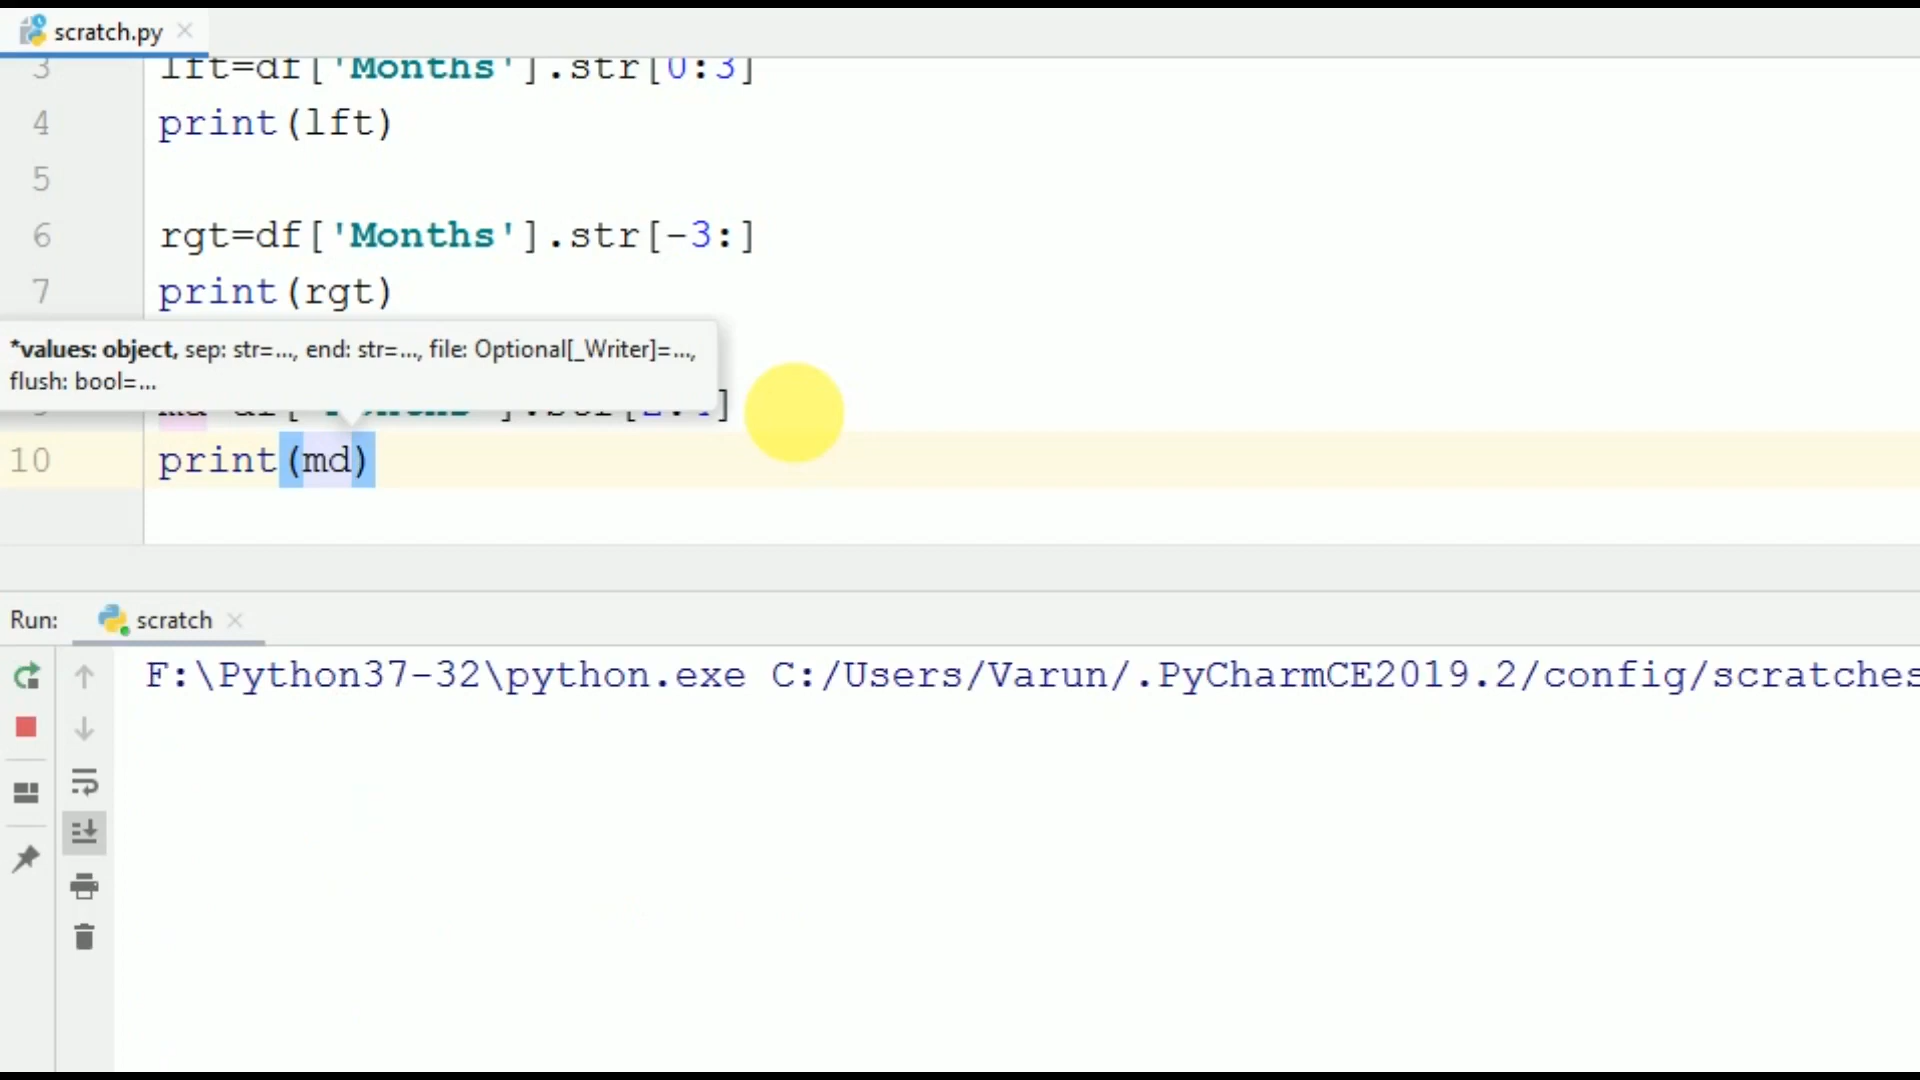 scratch.py
3 lft=df['Months'].str[0:3]
4 print(lft)
5
6 rgt=df['Months'].str[-3:]
7 print(rgt)
*values: object, sep: str=..., end: str=..., file: Optional[_Writer]=...,
flush: bool=...
10 print(md)
Run: scratch
F:\Python37-32\python.exe C:/Users/Varun/.PyCharmCE2019.2/config/scratches